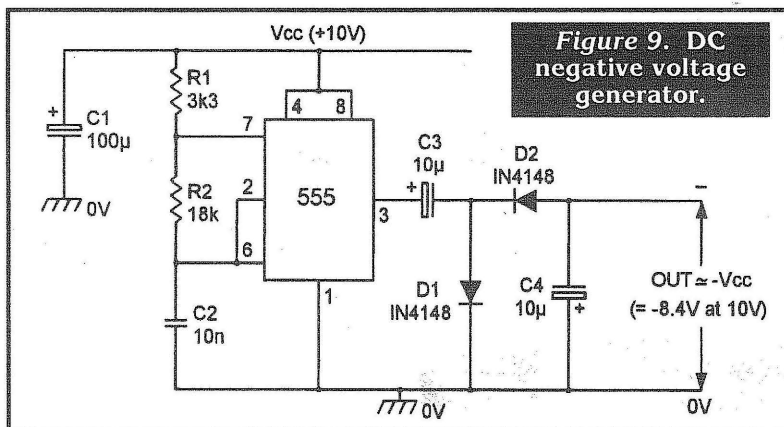 Vcc (+10V)
Figure 9. DC
negative voltage
generator.
R1
3k3
+
C1
100µ
0V
4 8
7
R2
18k
2
6
555
3
1
C2
10n
C3
10µ
+
D2
IN4148
D1
IN4148
C4
10µ
+
–
OUT ≃ -Vcc
(= -8.4V at 10V)
0V
0V